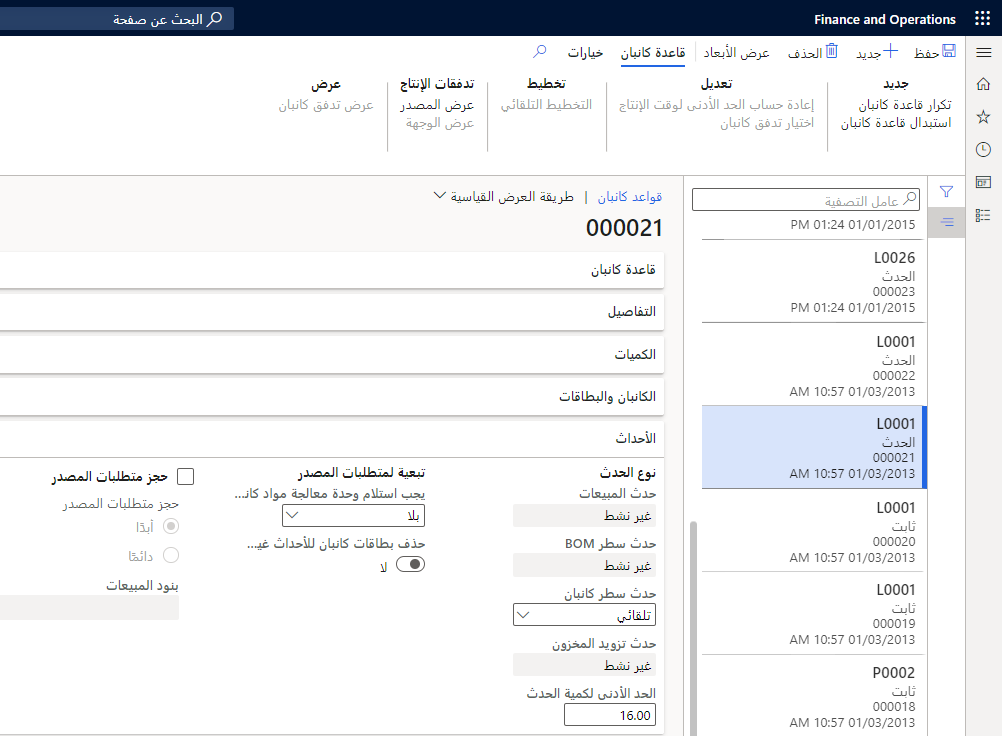 Finance and Operations
البحث عن صفحة
حفظ
جديد
الحذف
عرض الأبعاد
قاعدة كانبان
خيارات
جديد
تكرار قاعدة كانبان
استبدال قاعدة كانبان
تعديل
إعادة حساب الحد الأدنى لوقت الإنتاج
اختيار تدفق كانبان
تخطيط
التخطيط التلقائي
تدفقات الإنتاج
عرض المصدر
عرض الوجهة
عرض
عرض تدفق كانبان
عامل التصفية
01/01/2015 01:24 PM
L0026
الحدث
000023
01/01/2015 01:24 PM
L0001
الحدث
000022
01/03/2013 10:57 AM
L0001
الحدث
000021
01/03/2013 10:57 AM
L0001
ثابت
000020
01/03/2013 10:57 AM
L0001
ثابت
000019
01/03/2013 10:57 AM
P0002
ثابت
000018
01/03/2013 10:57 AM
قواعد كانبان | طريقة العرض القياسية
000021
قاعدة كانبان
التفاصيل
الكميات
الكانبان والبطاقات
الأحداث
نوع الحدث
حدث المبيعات
غير نشط
حدث سطر BOM
غير نشط
حدث سطر كانبان
تلقائي
حدث تزويد المخزون
غير نشط
الحد الأدنى لكمية الحدث
16.00
تبعية لمتطلبات المصدر
يجب استلام وحدة معالجة مواد كانـ...
بلا
حذف بطاقات كانبان للأحداث غيـ...
لا
حجز متطلبات المصدر
حجز متطلبات المصدر
أبدًا
دائمًا
بنود المبيعات